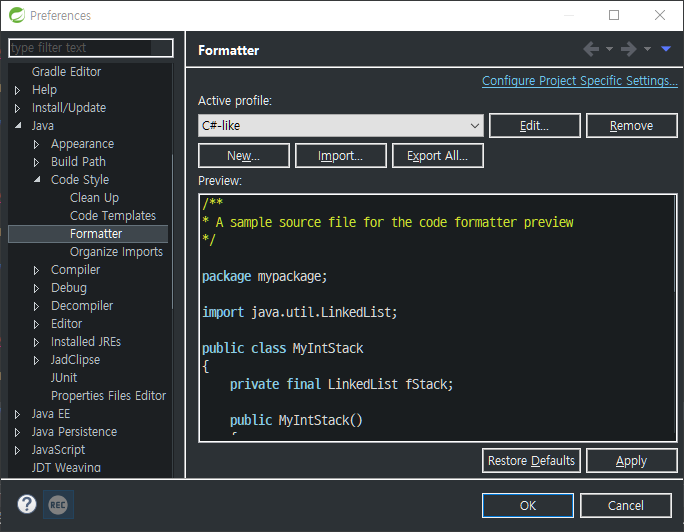 Preferences
type filter text
Gradle Editor
Help
Install/Update
Java
Appearance
Build Path
Code Style
Clean Up
Code Templates
Formatter
Organize Imports
Compiler
Debug
Decompiler
Editor
Installed JREs
JadClipse
JUnit
Properties Files Editor
Java EE
Java Persistence
JavaScript
JDT Weaving
Formatter
Configure Project Specific Settings...
Active profile:
C#-like
Edit...
Remove
New...
Import...
Export All...
Preview:
/**
* A sample source file for the code formatter preview
*/
package mypackage;
import java.util.LinkedList;
public class MyIntStack
{
private final LinkedList fStack;
public MyIntStack()
{
Restore Defaults
Apply
?
REC
OK
Cancel